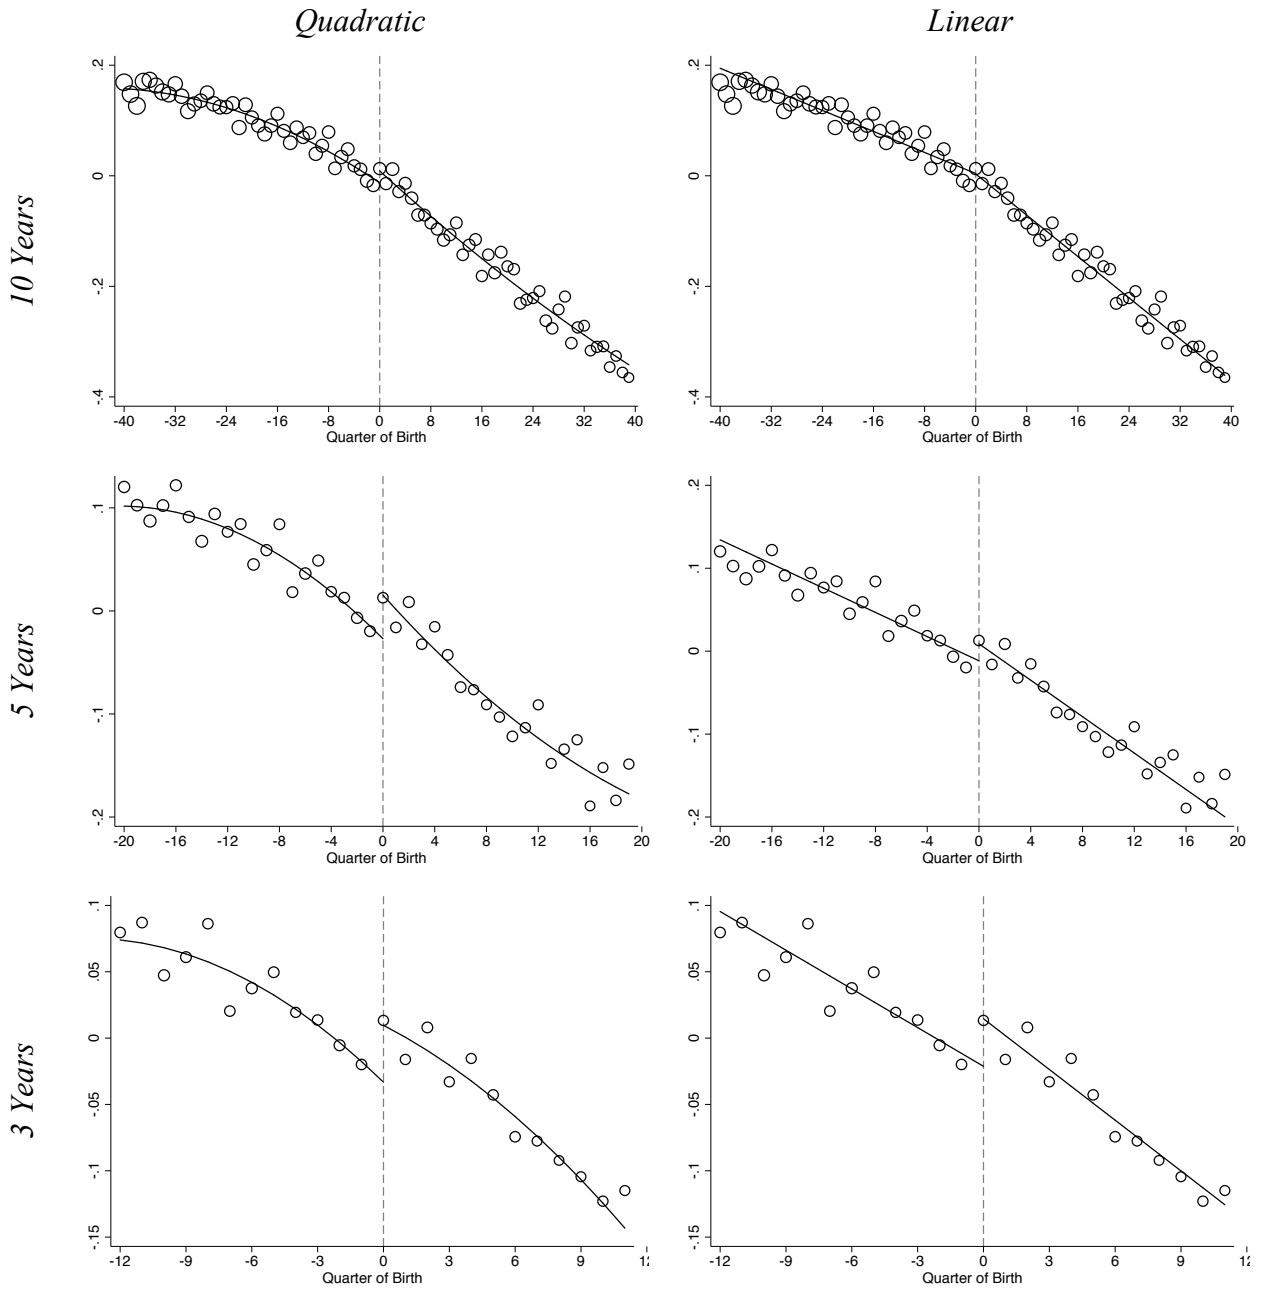 Quadratic Linear
10 Years
.2 0 -.2 -.4
-40 -32 -24 -16 -8 0 8 16 24 32 40
Quarter of Birth
.2 0 -.2 -.4
-40 -32 -24 -16 -8 0 8 16 24 32 40
Quarter of Birth
5 Years
.1 0 -.1 -.2
-20 -16 -12 -8 -4 0 4 8 12 16 20
Quarter of Birth
.2 .1 0 -.1 -.2
-20 -16 -12 -8 -4 0 4 8 12 16 20
Quarter of Birth
3 Years
.1 .05 0 -.05 -.1 -.15
-12 -9 -6 -3 0 3 6 9
Quarter of Birth
.1 .05 0 -.05 -.1 -.15
-12 -9 -6 -3 0 3 6 9
Quarter of Birth